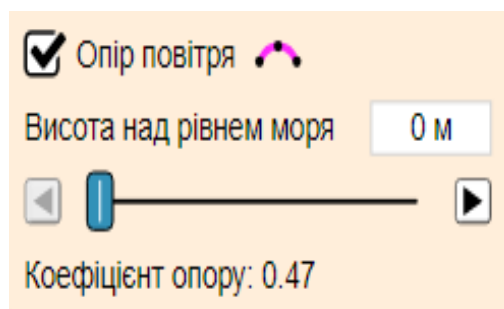 Опір повітря
Висота над рівнем моря 0 м
Коефіцієнт опору: 0.47